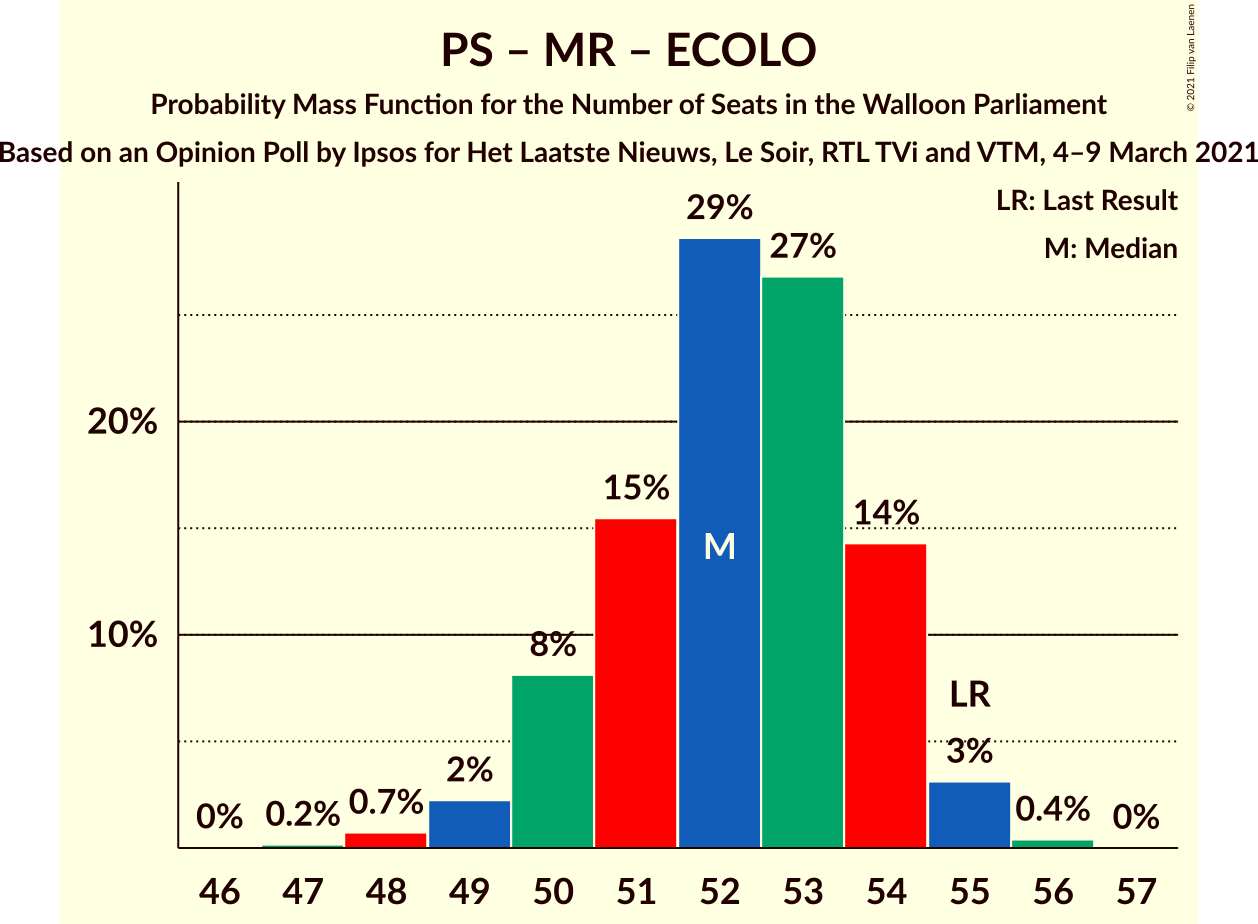 PS – MR – ECOLO
Probability Mass Function for the Number of Seats in the Walloon Parliament
Based on an Opinion Poll by Ipsos for Het Laatste Nieuws, Le Soir, RTL TVi and VTM, 4–9 March 2021
© 2021 Filip van Laenen
LR: Last Result
M: Median
29%
27%
20%
15%
14%
M
10%
8%
LR
3%
2%
0%
0.2%
0.7%
0.4%
0%
46 47 48 49 50 51 52 53 54 55 56 57